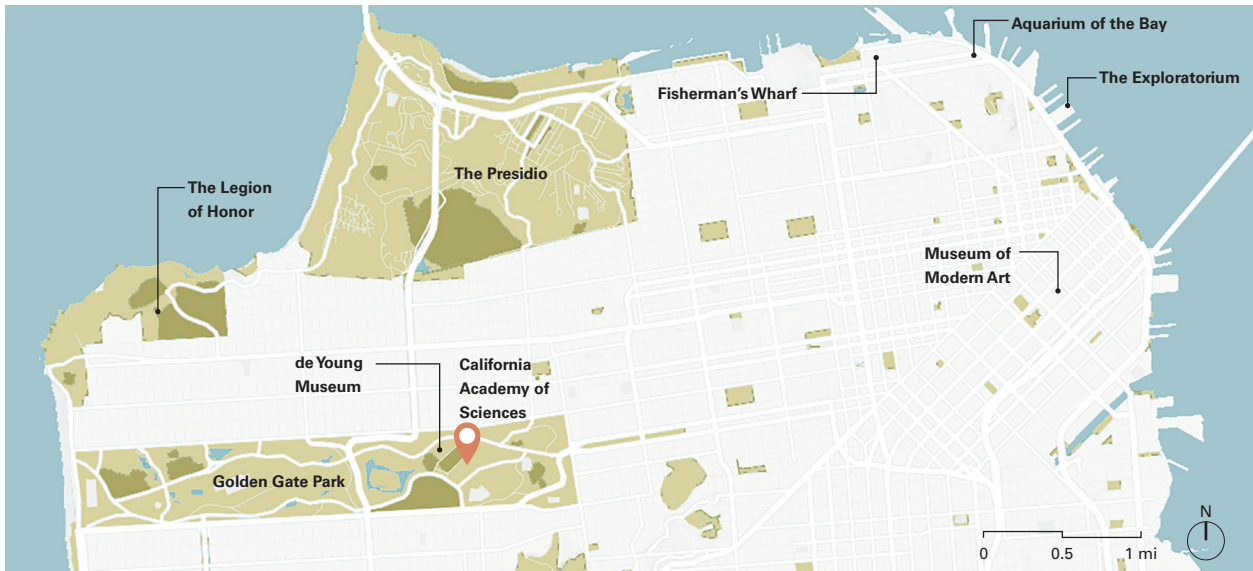 Aquarium of the Bay
The Exploratorium
Fisherman's Wharf
The Presidio
The Legion
of Honor
Museum of
Modern Art
de Young
Museum
California
Academy of
Sciences
Golden Gate Park
N
0 0.5 1 mi